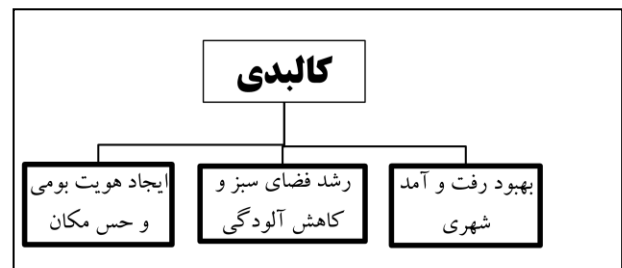 کالبدی
بهبود رفت و آمد
شهری
رشد فضای سبز و
کاهش آلودگی
ایجاد هویت بومی
و حس مکان